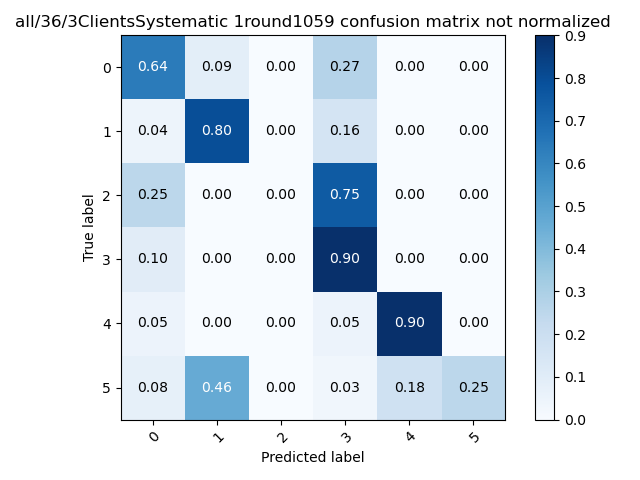 all/36/3ClientsSystematic 1round1059 confusion matrix not normalized
0 0.64 0.09 0.00 0.27 0.00 0.00
1 0.04 0.80 0.00 0.16 0.00 0.00
2 0.25 0.00 0.00 0.75 0.00 0.00
3 0.10 0.00 0.00 0.90 0.00 0.00
4 0.05 0.00 0.00 0.05 0.90 0.00
5 0.08 0.46 0.00 0.03 0.18 0.25
0 1 2 3 4 5
True label
Predicted label
0.9
0.8
0.7
0.6
0.5
0.4
0.3
0.2
0.1
0.0